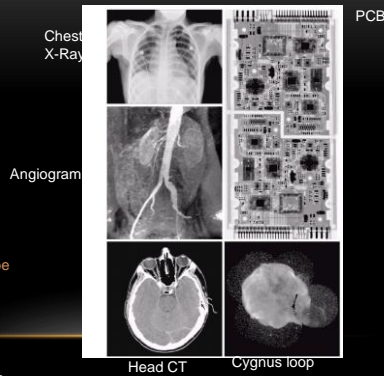 PCB
Chest
X-Ray
Angiogram
Head CT
Cygnus loop